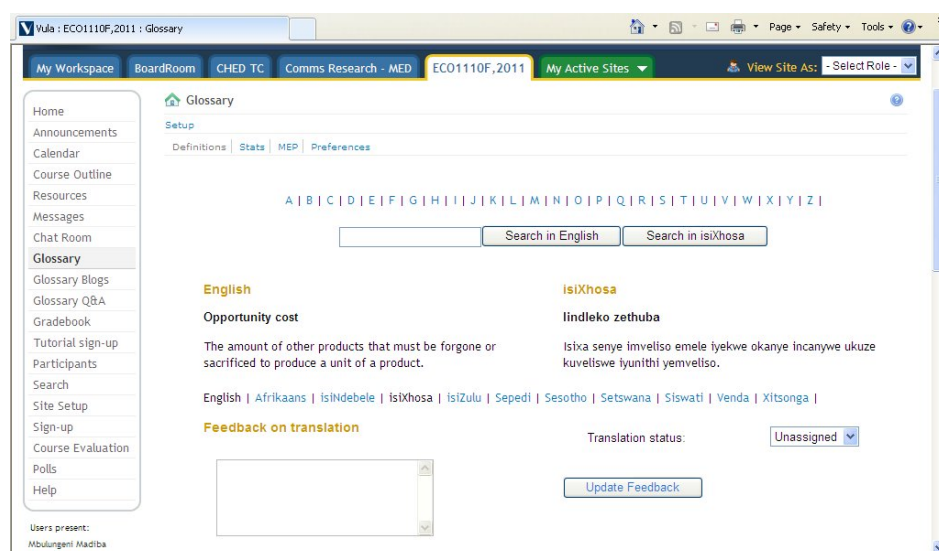 Vula : ECO1110F,2011 : Glossary
Page Safety Tools
My Workspace BoardRoom CHED TC Comms Research - MED ECO1110F,2011 My Active Sites View Site As: - Select Role -
Glossary
Setup
Definitions | Stats | MEP | Preferences
Home
Announcements
Calendar
Course Outline
Resources
Messages
Chat Room
Glossary
Glossary Blogs
Glossary Q&A
Gradebook
Tutorial sign-up
Participants
Search
Site Setup
Sign-up
Course Evaluation
Polls
Help
Users present:
Mbulungeni Madiba
A | B | C | D | E | F | G | H | I | J | K | L | M | N | O | P | Q | R | S | T | U | V | W | X | Y | Z |
Search in English Search in isiXhosa
English
Opportunity cost
The amount of other products that must be forgone or
sacrificed to produce a unit of a product.
isiXhosa
Iindleko zethuba
Isixa senye imveliso emele iyekwe okanye incanywe ukuze
kuveliswe iyunithi yemveliso.
English | Afrikaans | isiNdebele | isiXhosa | isiZulu | Sepedi | Sesotho | Setswana | Siswati | Venda | Xitsonga |
Feedback on translation
Translation status: Unassigned
Update Feedback